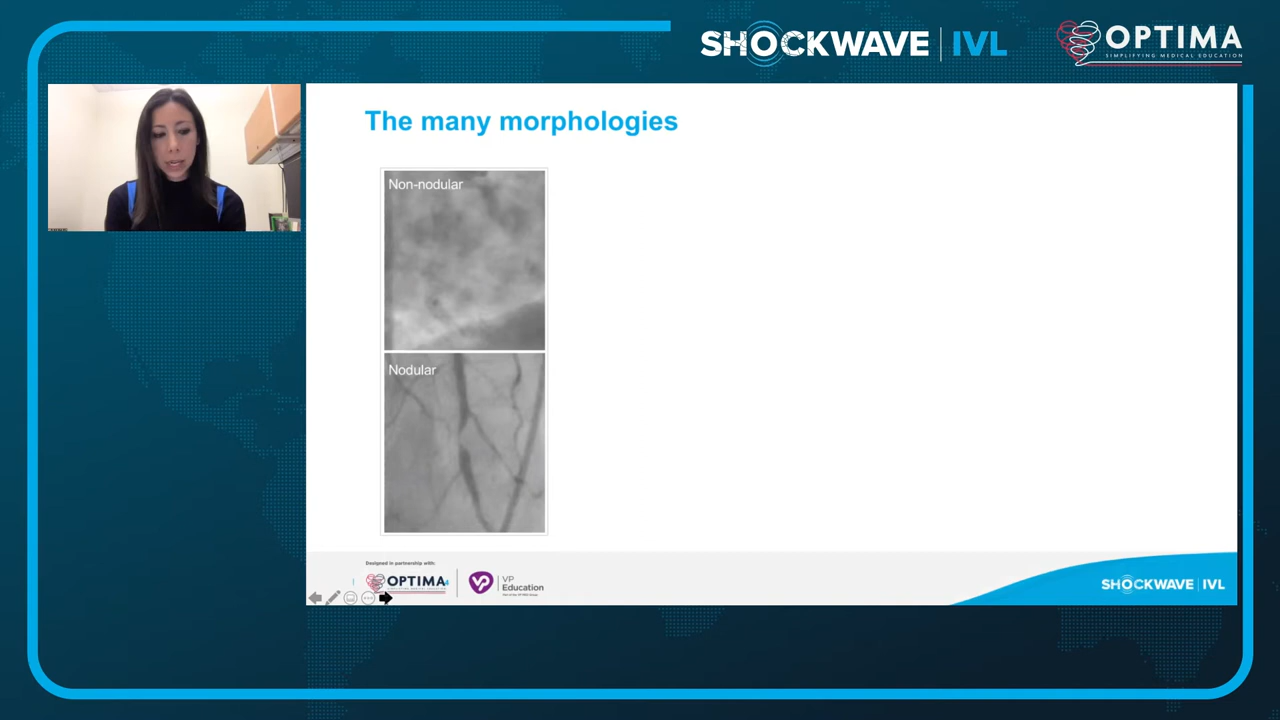 SHOCKWAVE | IVL
OPTIMA
SIMPLIFYING MEDICAL EDUCATION
The many morphologies
Non-nodular
Nodular
Designed in partnership with:
OPTIMA
VP
Education
SHOCKWAVE | IVL